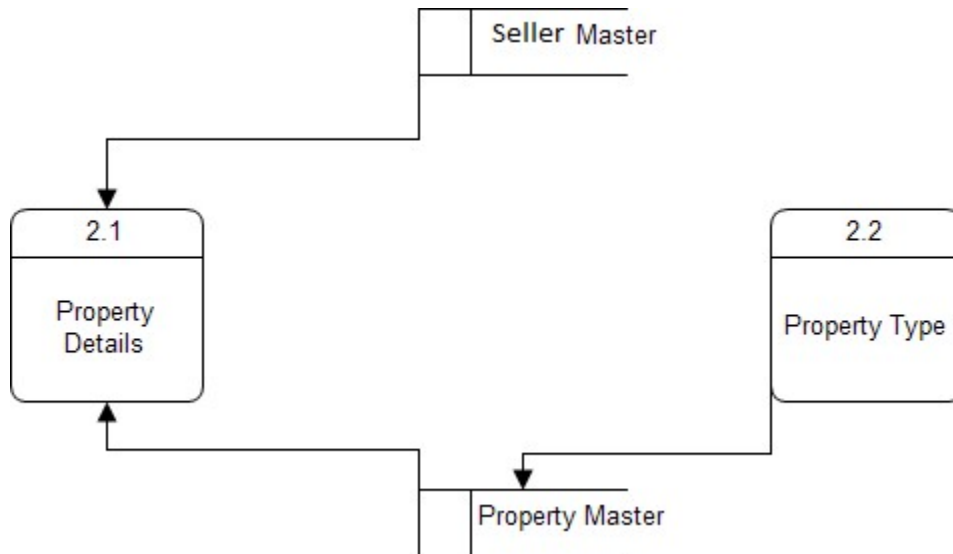 Seller Master
2.1
Property
Details
2.2
Property Type
Property Master